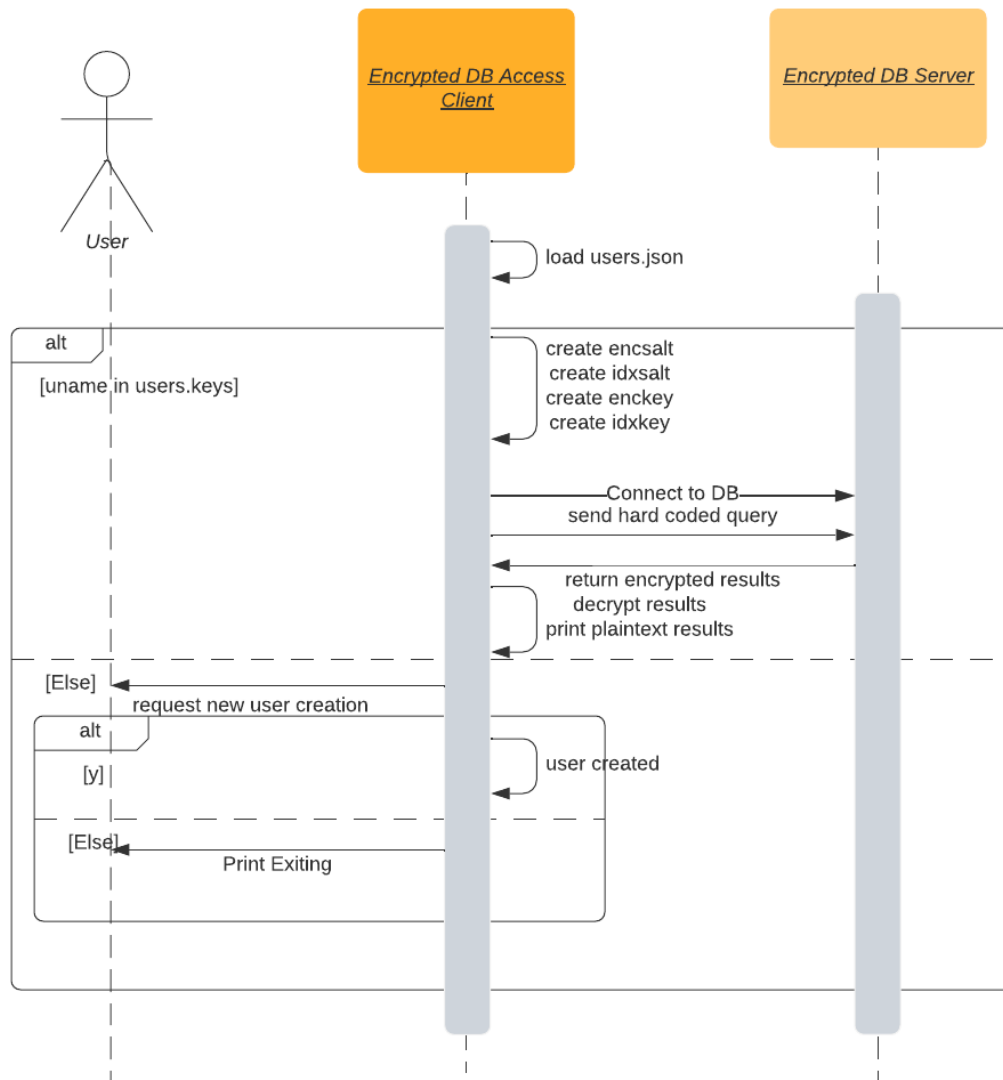 Encrypted DB Access
Client
Encrypted DB Server
User
load users.json
alt
[uname in users.keys]
create encsalt
create idxsalt
create enckey
create idxkey
Connect to DB
send hard coded query
return encrypted results
decrypt results
print plaintext results
[Else]
request new user creation
alt
[y]
user created
[Else]
Print Exiting